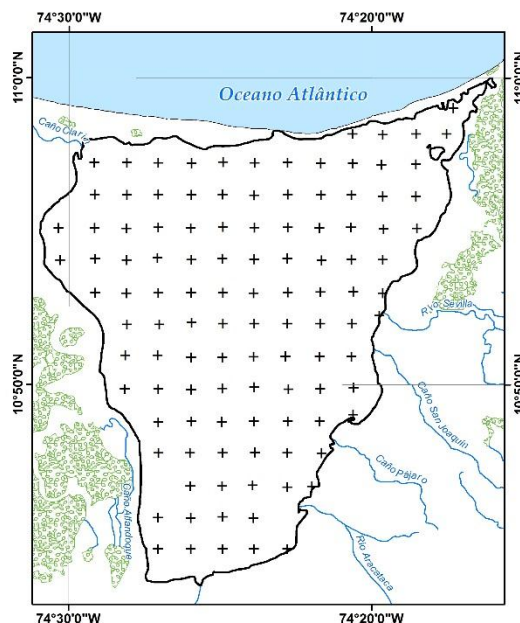 74°30'0"W 74°20'0"W
11°0'0"N 11°0'0"N
Oceano Atlântico
Caño Clarin
Rio Sevilla
10°50'0"N 10°50'0"N
Caño San Joaquin
Caño Pájaro
Caño Aflandoque
Rio Aracataca
74°30'0"W 74°20'0"W